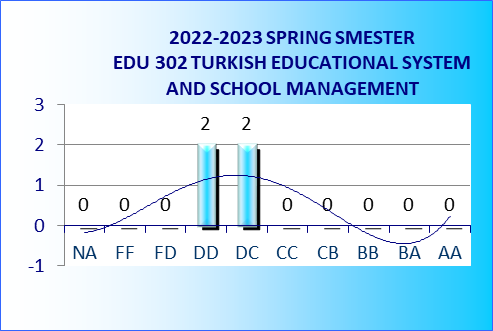 2022-2023 SPRING SMESTER
EDU 302 TURKISH EDUCATIONAL SYSTEM
AND SCHOOL MANAGEMENT
3
2
1
0
-1
0 0 0 2 2 0 0 0 0 0
NA FF FD DD DC CC CB BB BA AA